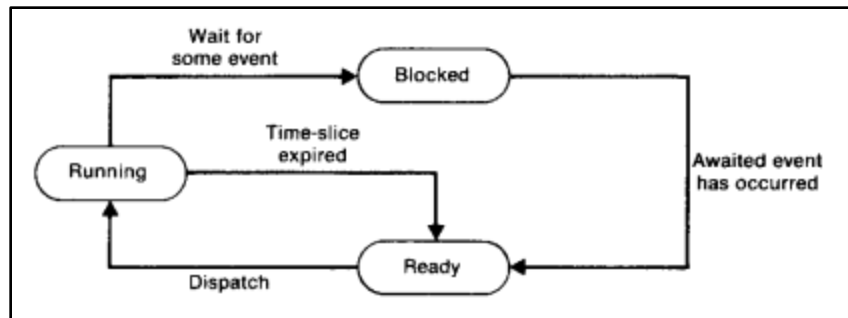 Wait for
some event
Blocked
Time-slice
expired
Running
Awaited event
has occurred
Ready
Dispatch